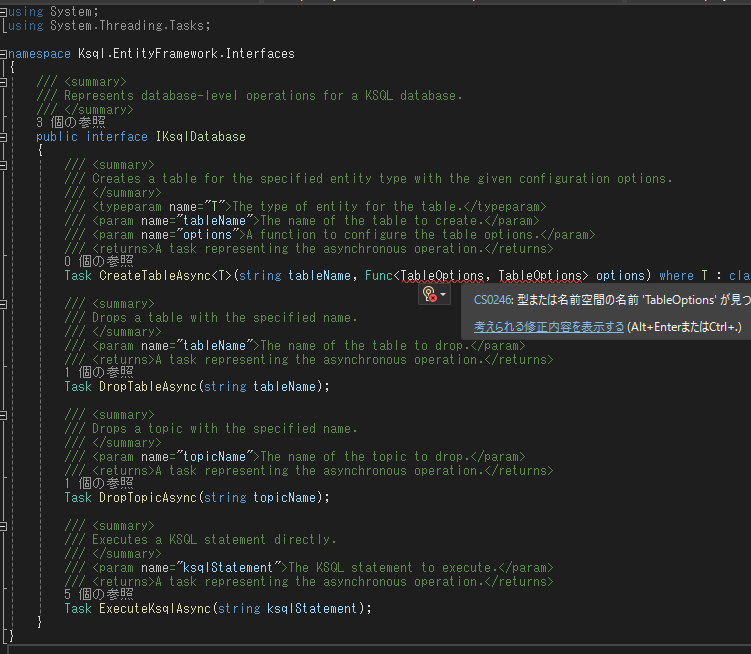 using System;
using System.Threading.Tasks;
namespace Ksql.EntityFramework.Interfaces
{
/// <summary>
/// Represents database-level operations for a KSQL database.
/// </summary>
3 個の参照
public interface IKsqlDatabase
{
/// <summary>
/// Creates a table for the specified entity type with the given configuration options.
/// </summary>
/// <typeparam name="T">The type of entity for the table.</typeparam>
/// <param name="tableName">The name of the table to create.</param>
/// <param name="options">A function to configure the table options.</param>
/// <returns>A task representing the asynchronous operation.</returns>
0 個の参照
Task CreateTableAsync<T>(string tableName, Func<TableOptions, TableOptions> options) where T : cla
CS0246: 型または名前空間の名前 'TableOptions' が見つ
考えられる修正内容を表示する (Alt+EnterまたはCtrl+.)
/// <summary>
/// Drops a table with the specified name.
/// </summary>
/// <param name="tableName">The name of the table to drop.</param>
/// <returns>A task representing the asynchronous operation.</returns>
1 個の参照
Task DropTableAsync(string tableName);
/// <summary>
/// Drops a topic with the specified name.
/// </summary>
/// <param name="topicName">The name of the topic to drop.</param>
/// <returns>A task representing the asynchronous operation.</returns>
1 個の参照
Task DropTopicAsync(string topicName);
/// <summary>
/// Executes a KSQL statement directly.
/// </summary>
/// <param name="ksqlStatement">The KSQL statement to execute.</param>
/// <returns>A task representing the asynchronous operation.</returns>
5 個の参照
Task ExecuteKsqlAsync(string ksqlStatement);
}
}